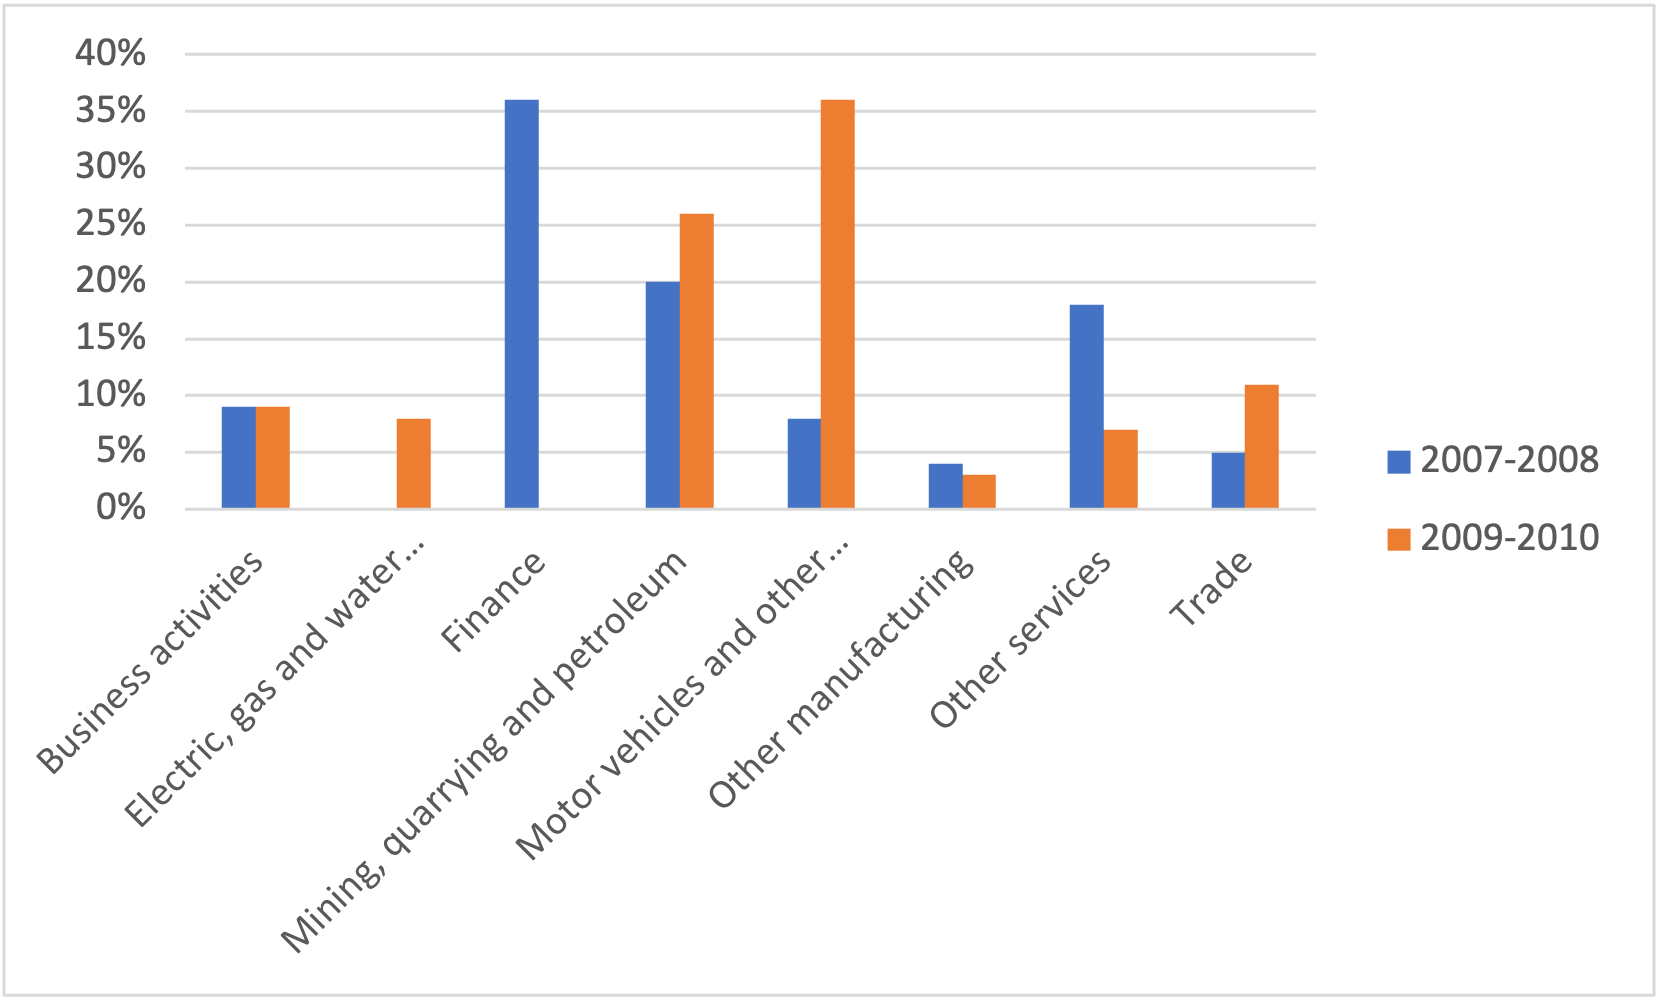 40%
35%
30%
25%
20%
15%
10%
5%
0%
Business activities
Electric, gas and water...
Finance
Mining, quarrying and petroleum
Motor vehicles and other...
Other manufacturing
Other services
Trade
2007-2008
2009-2010